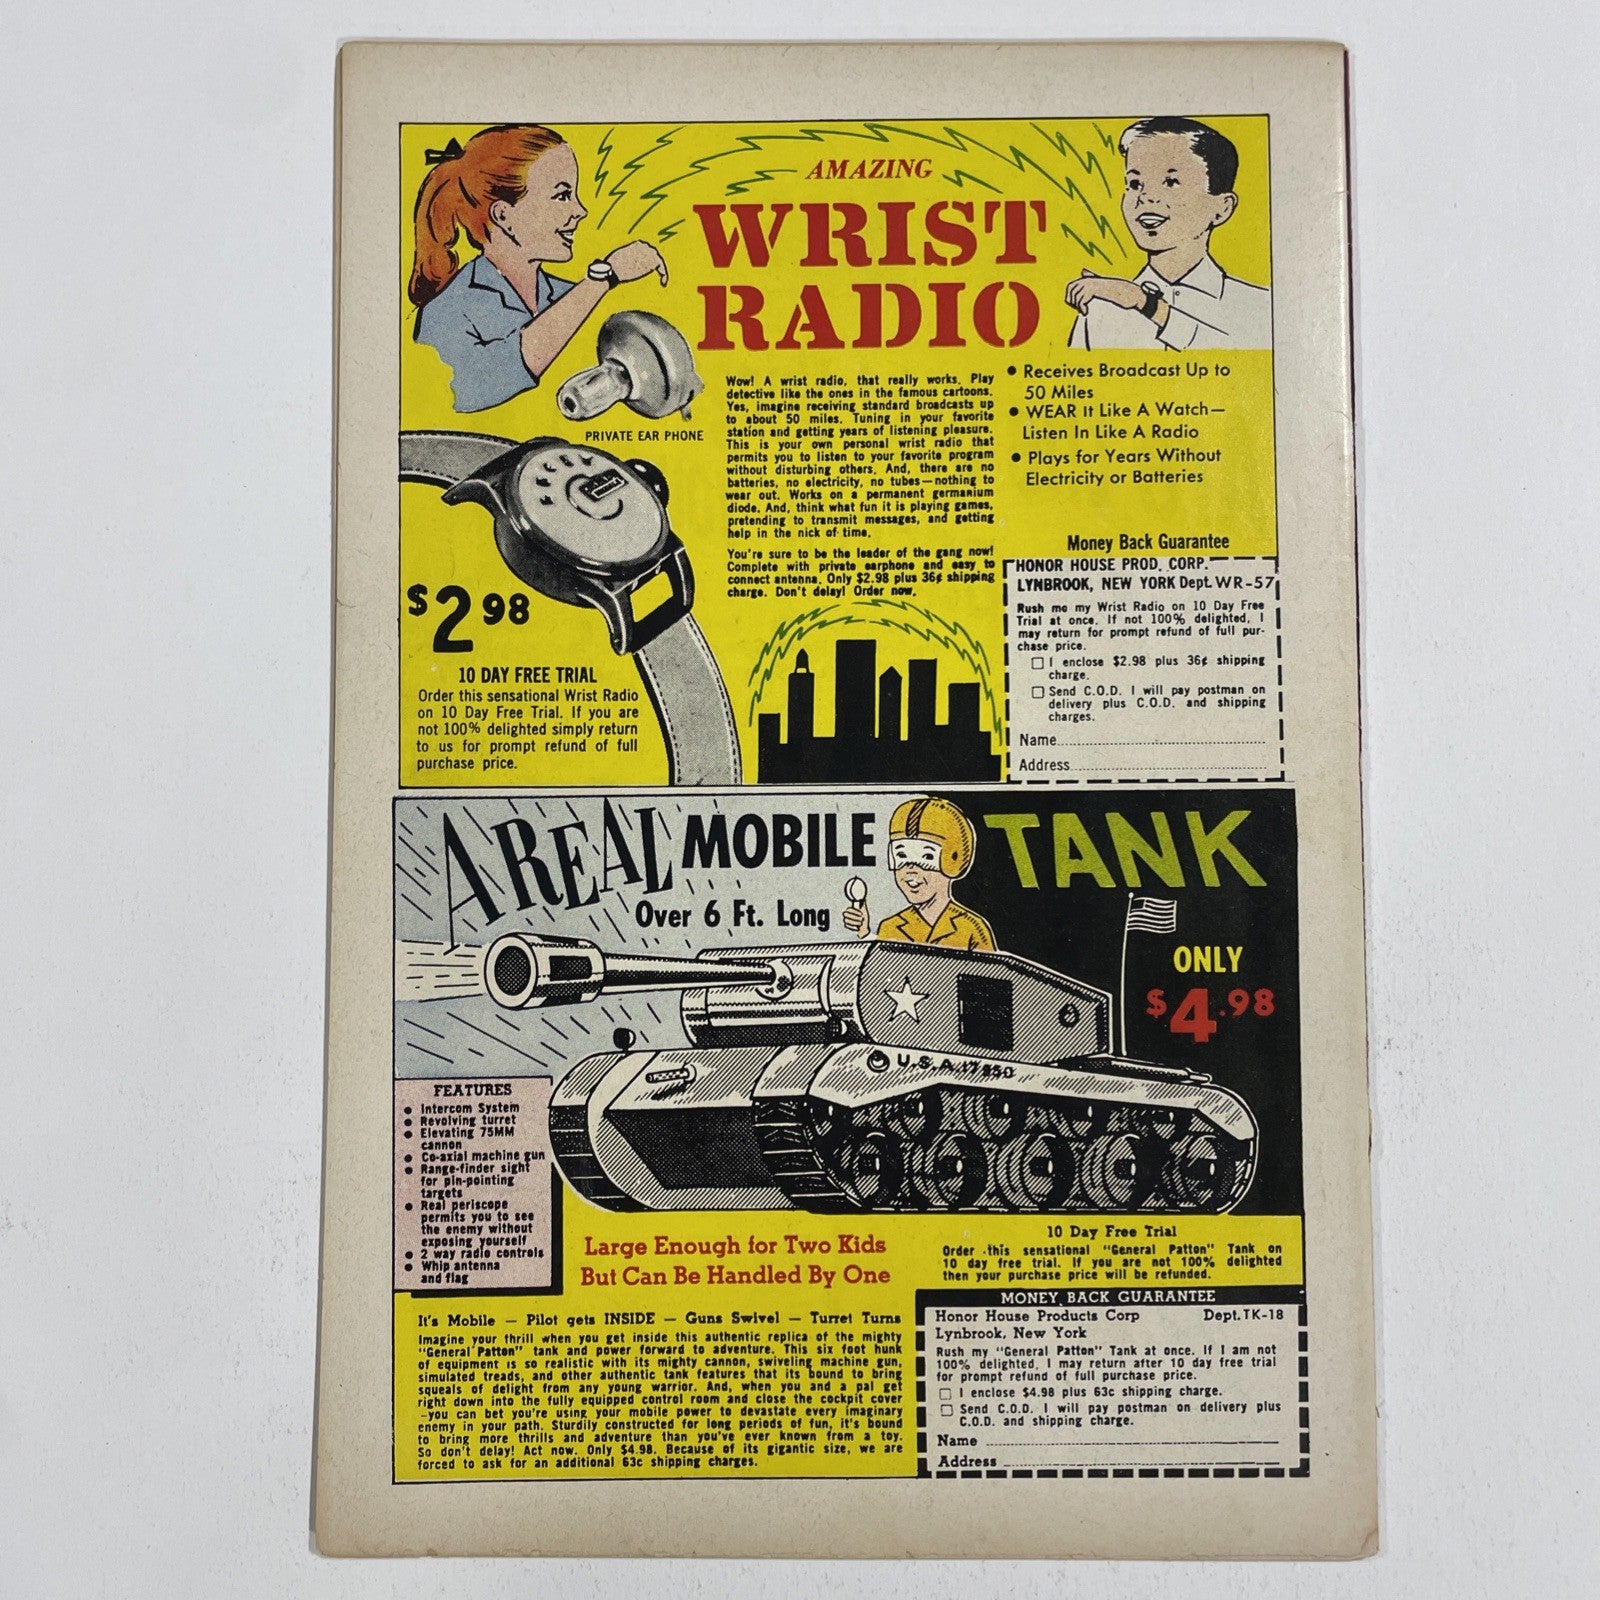 AMAZING
WRIST
RADIO
PRIVATE EAR PHONE
Wow! A wrist radio, that really works. Play
detective like the ones in the famous cartoons.
Yes, imagine receiving standard broadcasts up
to about 50 miles. Tuning in your favorite
station and getting years of listening pleasure.
This is your own personal wrist radio that
permits you to listen to your favorite program
without disturbing others. And, there are no
batteries, no electricity, no tubes—nothing to
wear out. Works on a permanent germanium
diode. And, think what fun it is playing games,
pretending to transmit messages, and getting
help in the nick of time.
You're sure to be the leader of the gang now!
Complete with private earphone and easy to
connect antenna. Only $2.98 plus 36¢ shipping
charge. Don't delay! Order now.
• Receives Broadcast Up to
50 Miles
• WEAR It Like A Watch—
Listen In Like A Radio
• Plays for Years Without
Electricity or Batteries
$2.98
10 DAY FREE TRIAL
Order this sensational Wrist Radio
on 10 Day Free Trial. If you are
not 100% delighted simply return
to us for prompt refund of full
purchase price.
Money Back Guarantee
HONOR HOUSE PROD. CORP.
LYNBROOK, NEW YORK Dept. WR-57
Rush me my Wrist Radio on 10 Day Free
Trial at once. If not 100% delighted, I
may return for prompt refund of full pur-
chase price.
I enclose $2.98 plus 36¢ shipping
charge.
Send C.O.D. I will pay postman on
delivery plus C.O.D. and shipping
charges.
Name
Address
A REAL MOBILE TANK
Over 6 Ft. Long
ONLY
$4.98
U.S.A. 17950
FEATURES
• Intercom System
• Revolving turret
• Elevating 75MM
cannon
• Co-axial machine gun
• Range-finder sight
for pin-pointing
targets
• Real periscope
permits you to see
the enemy without
exposing yourself
• 2 way radio controls
• Whip antenna
and flag
Large Enough for Two Kids
But Can Be Handled By One
10 Day Free Trial
Order this sensational "General Patton" Tank on
10 day free trial. If you are not 100% delighted
then your purchase price will be refunded.
It's Mobile — Pilot gets INSIDE — Guns Swivel — Turret Turns
Imagine your thrill when you get inside this authentic replica of the mighty
"General Patton" tank and power forward to adventure. This six foot hunk
of equipment is so realistic with its mighty cannon, swiveling machine gun,
simulated treads, and other authentic tank features that its bound to bring
squeals of delight from any young warrior. And, when you and a pal get
right down into the fully equipped control room and close the cockpit cover
—you can bet you're using your mobile power to devastate every imaginary
enemy in your path. Sturdily constructed for long periods of fun, it's bound
to bring more thrills and adventure than you've ever known from a toy.
So don't delay! Act now. Only $4.98. Because of its gigantic size, we are
forced to ask for an additional 63c shipping charges.
MONEY BACK GUARANTEE
Honor House Products Corp Dept. TK-18
Lynbrook, New York
Rush my "General Patton" Tank at once. If I am not
100% delighted, I may return after 10 day free trial
for prompt refund of full purchase price.
I enclose $4.98 plus 63c shipping charge.
Send C.O.D. I will pay postman on delivery plus
C.O.D. and shipping charge.
Name
Address